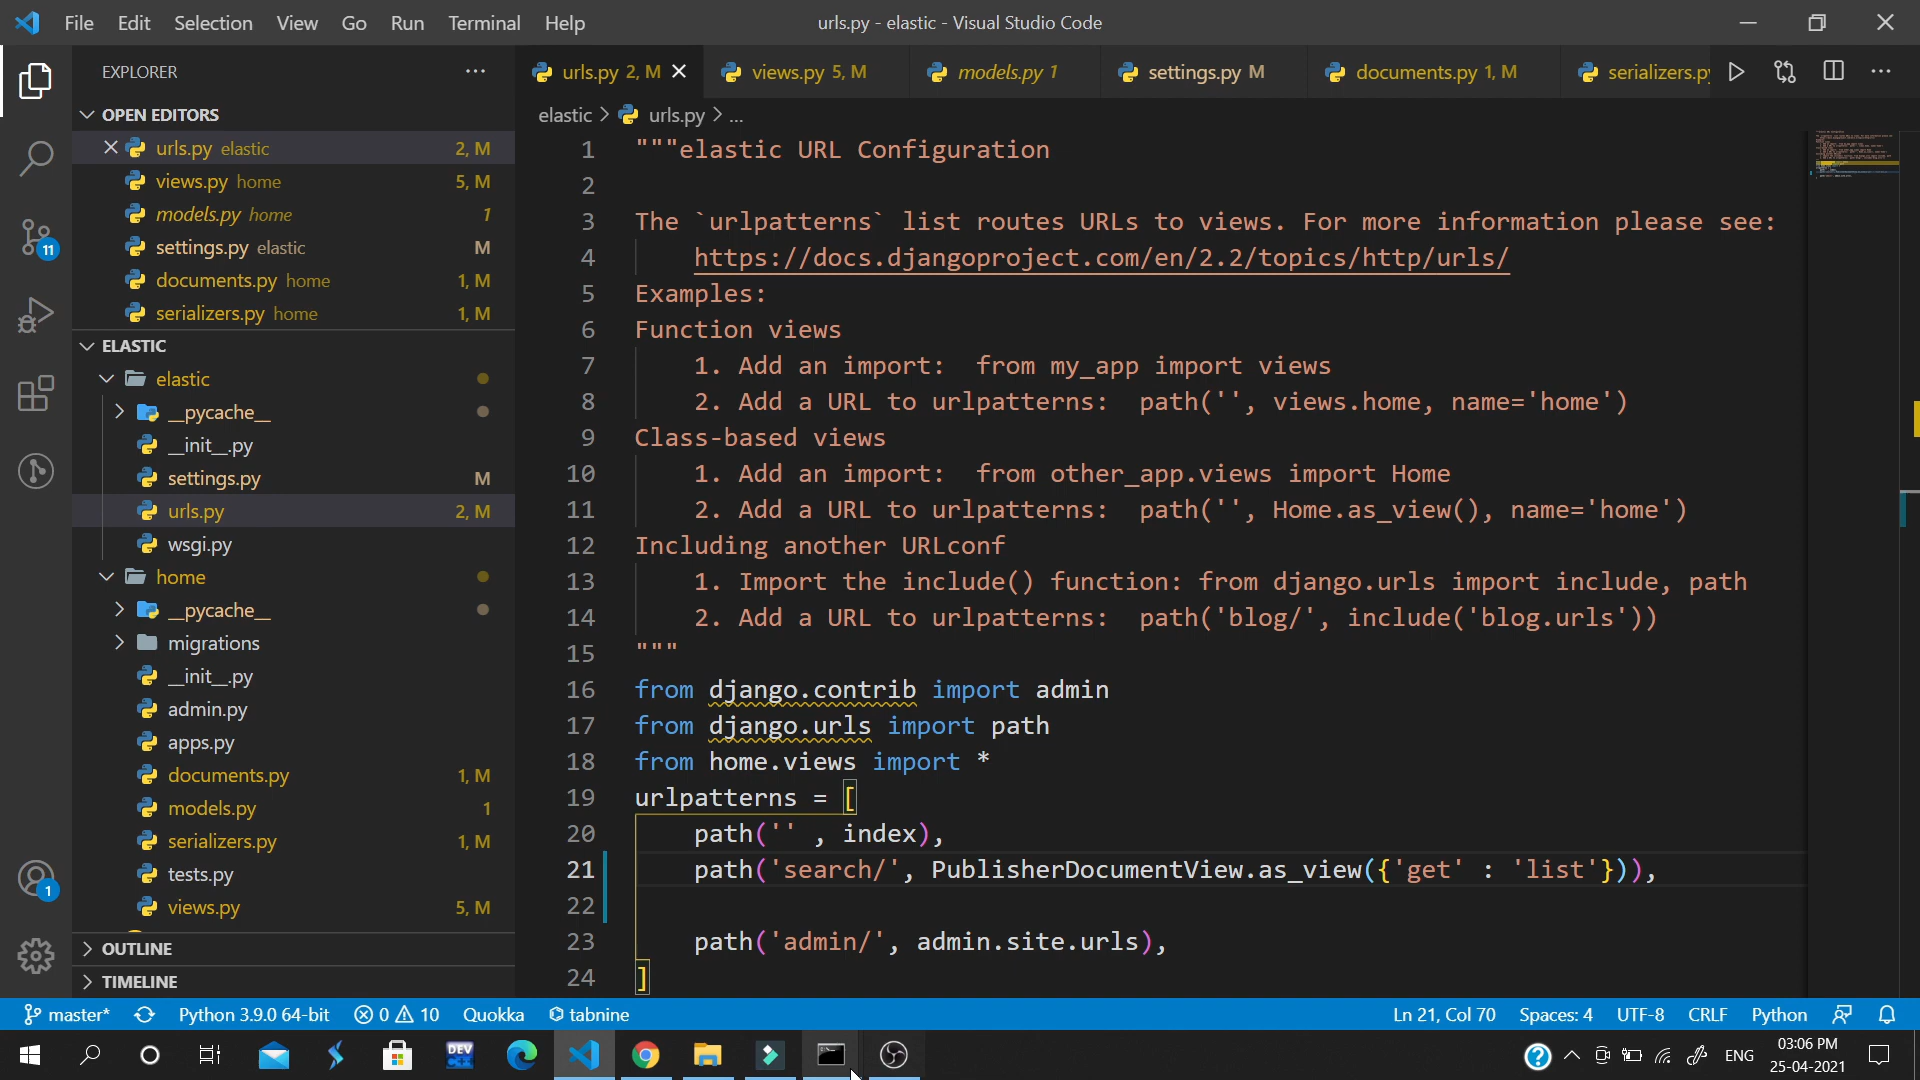 File Edit Selection View Go Run Terminal Help
urls.py - elastic - Visual Studio Code
EXPLORER
OPEN EDITORS
urls.py elastic 2, M
views.py home 5, M
models.py home 1
settings.py elastic M
documents.py home 1, M
serializers.py home 1, M
ELASTIC
elastic
__pycache__
__init__.py
settings.py M
urls.py 2, M
wsgi.py
home
__pycache__
migrations
__init__.py
admin.py
apps.py
documents.py 1, M
models.py 1
serializers.py 1, M
tests.py
views.py 5, M
OUTLINE
TIMELINE
11
1
urls.py 2, M views.py 5, M models.py 1 settings.py M documents.py 1, M serializers.py
elastic > urls.py > ...
1 """elastic URL Configuration
2
3 The `urlpatterns` list routes URLs to views. For more information please see:
4     https://docs.djangoproject.com/en/2.2/topics/http/urls/
5 Examples:
6 Function views
7     1. Add an import:  from my_app import views
8     2. Add a URL to urlpatterns:  path('', views.home, name='home')
9 Class-based views
10     1. Add an import:  from other_app.views import Home
11     2. Add a URL to urlpatterns:  path('', Home.as_view(), name='home')
12 Including another URLconf
13     1. Import the include() function: from django.urls import include, path
14     2. Add a URL to urlpatterns:  path('blog/', include('blog.urls'))
15 """
16 from django.contrib import admin
17 from django.urls import path
18 from home.views import *
19 urlpatterns = [
20     path('' , index),
21     path('search/', PublisherDocumentView.as_view({'get' : 'list'})),
22
23     path('admin/', admin.site.urls),
24 ]
master* Python 3.9.0 64-bit 0 10 Quokka tabnine
Ln 21, Col 70 Spaces: 4 UTF-8 CRLF Python
DEV C++
ENG 03:06 PM
25-04-2021